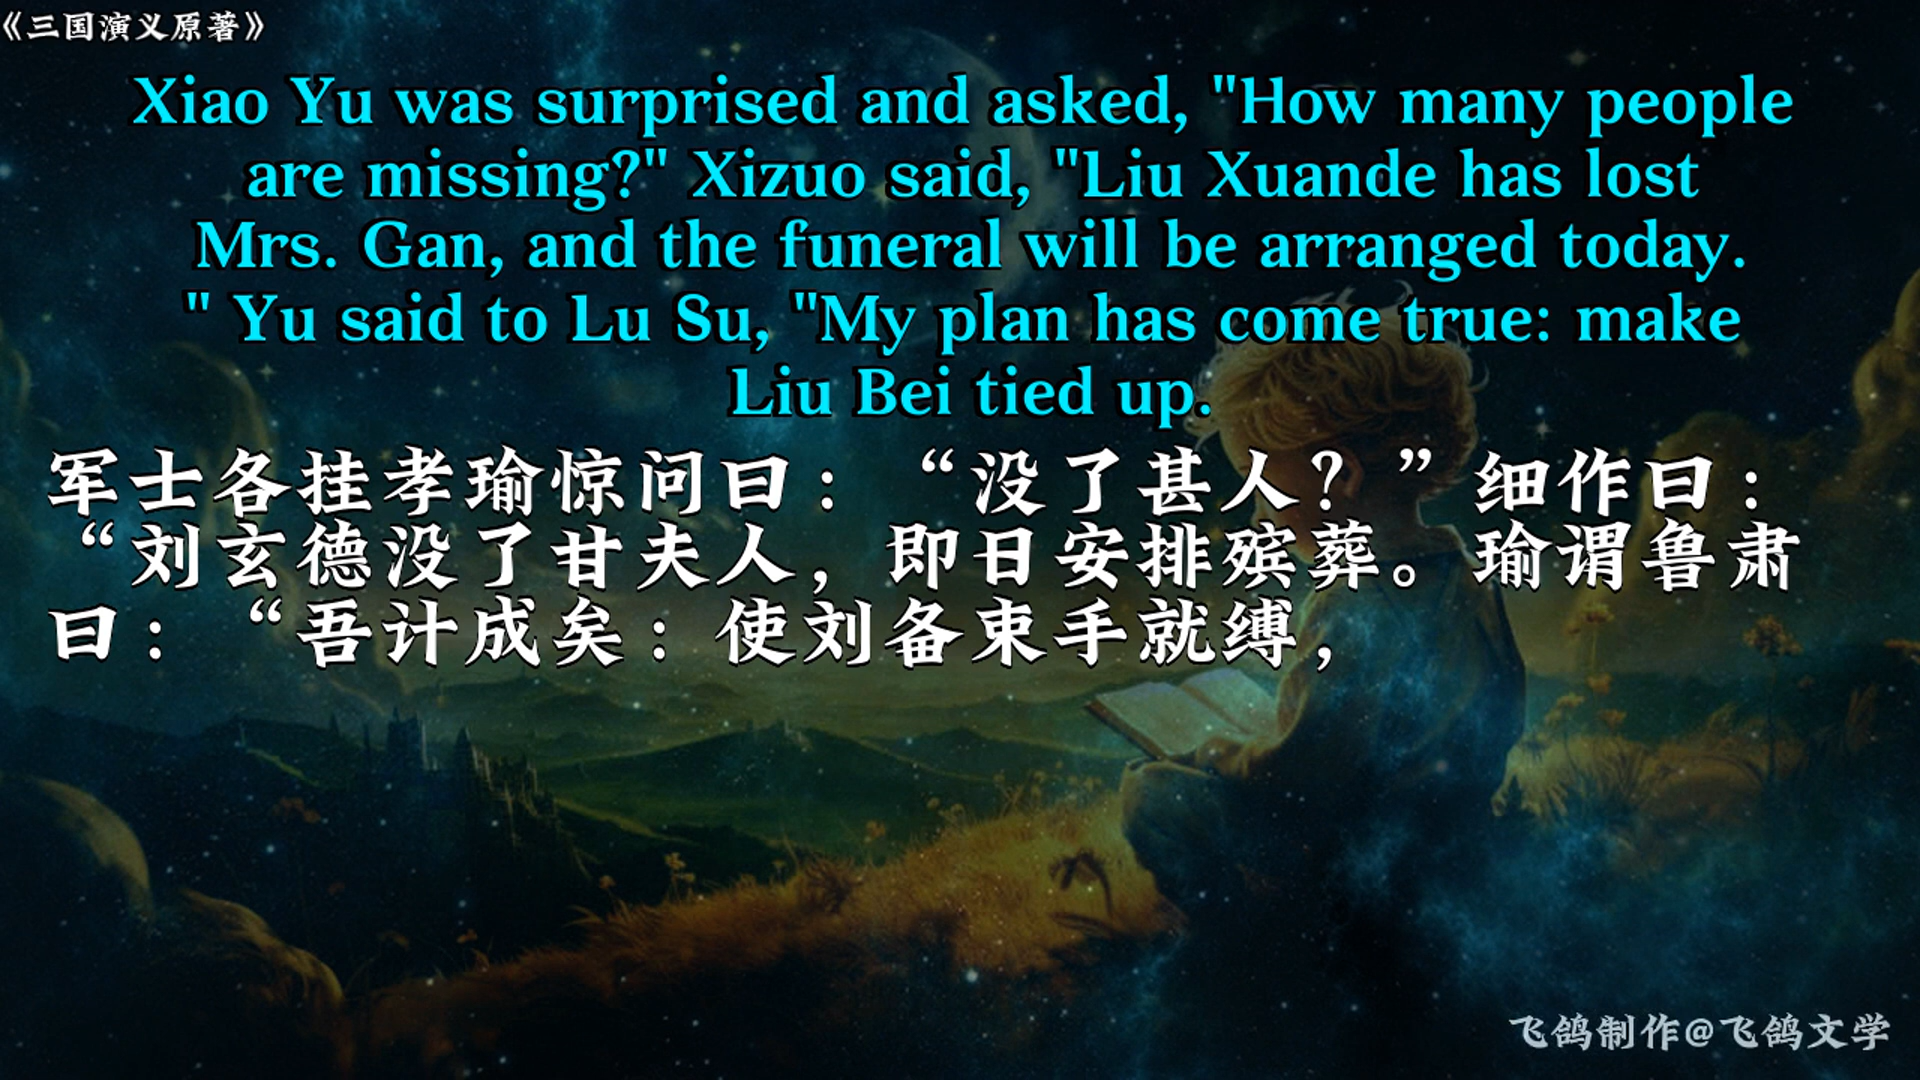 《三国演义原著》
Xiao Yu was surprised and asked, "How many people
are missing?" Xizuo said, "Liu Xuande has lost
Mrs. Gan, and the funeral will be arranged today.
" Yu said to Lu Su, "My plan has come true: make
Liu Bei tied up.
军士各挂孝瑜惊问曰：“没了甚人？”细作曰：
“刘玄德没了甘夫人，即日安排殡葬。瑜谓鲁肃
曰：“吾计成矣：使刘备束手就缚，
飞鸽制作@飞鸽文学